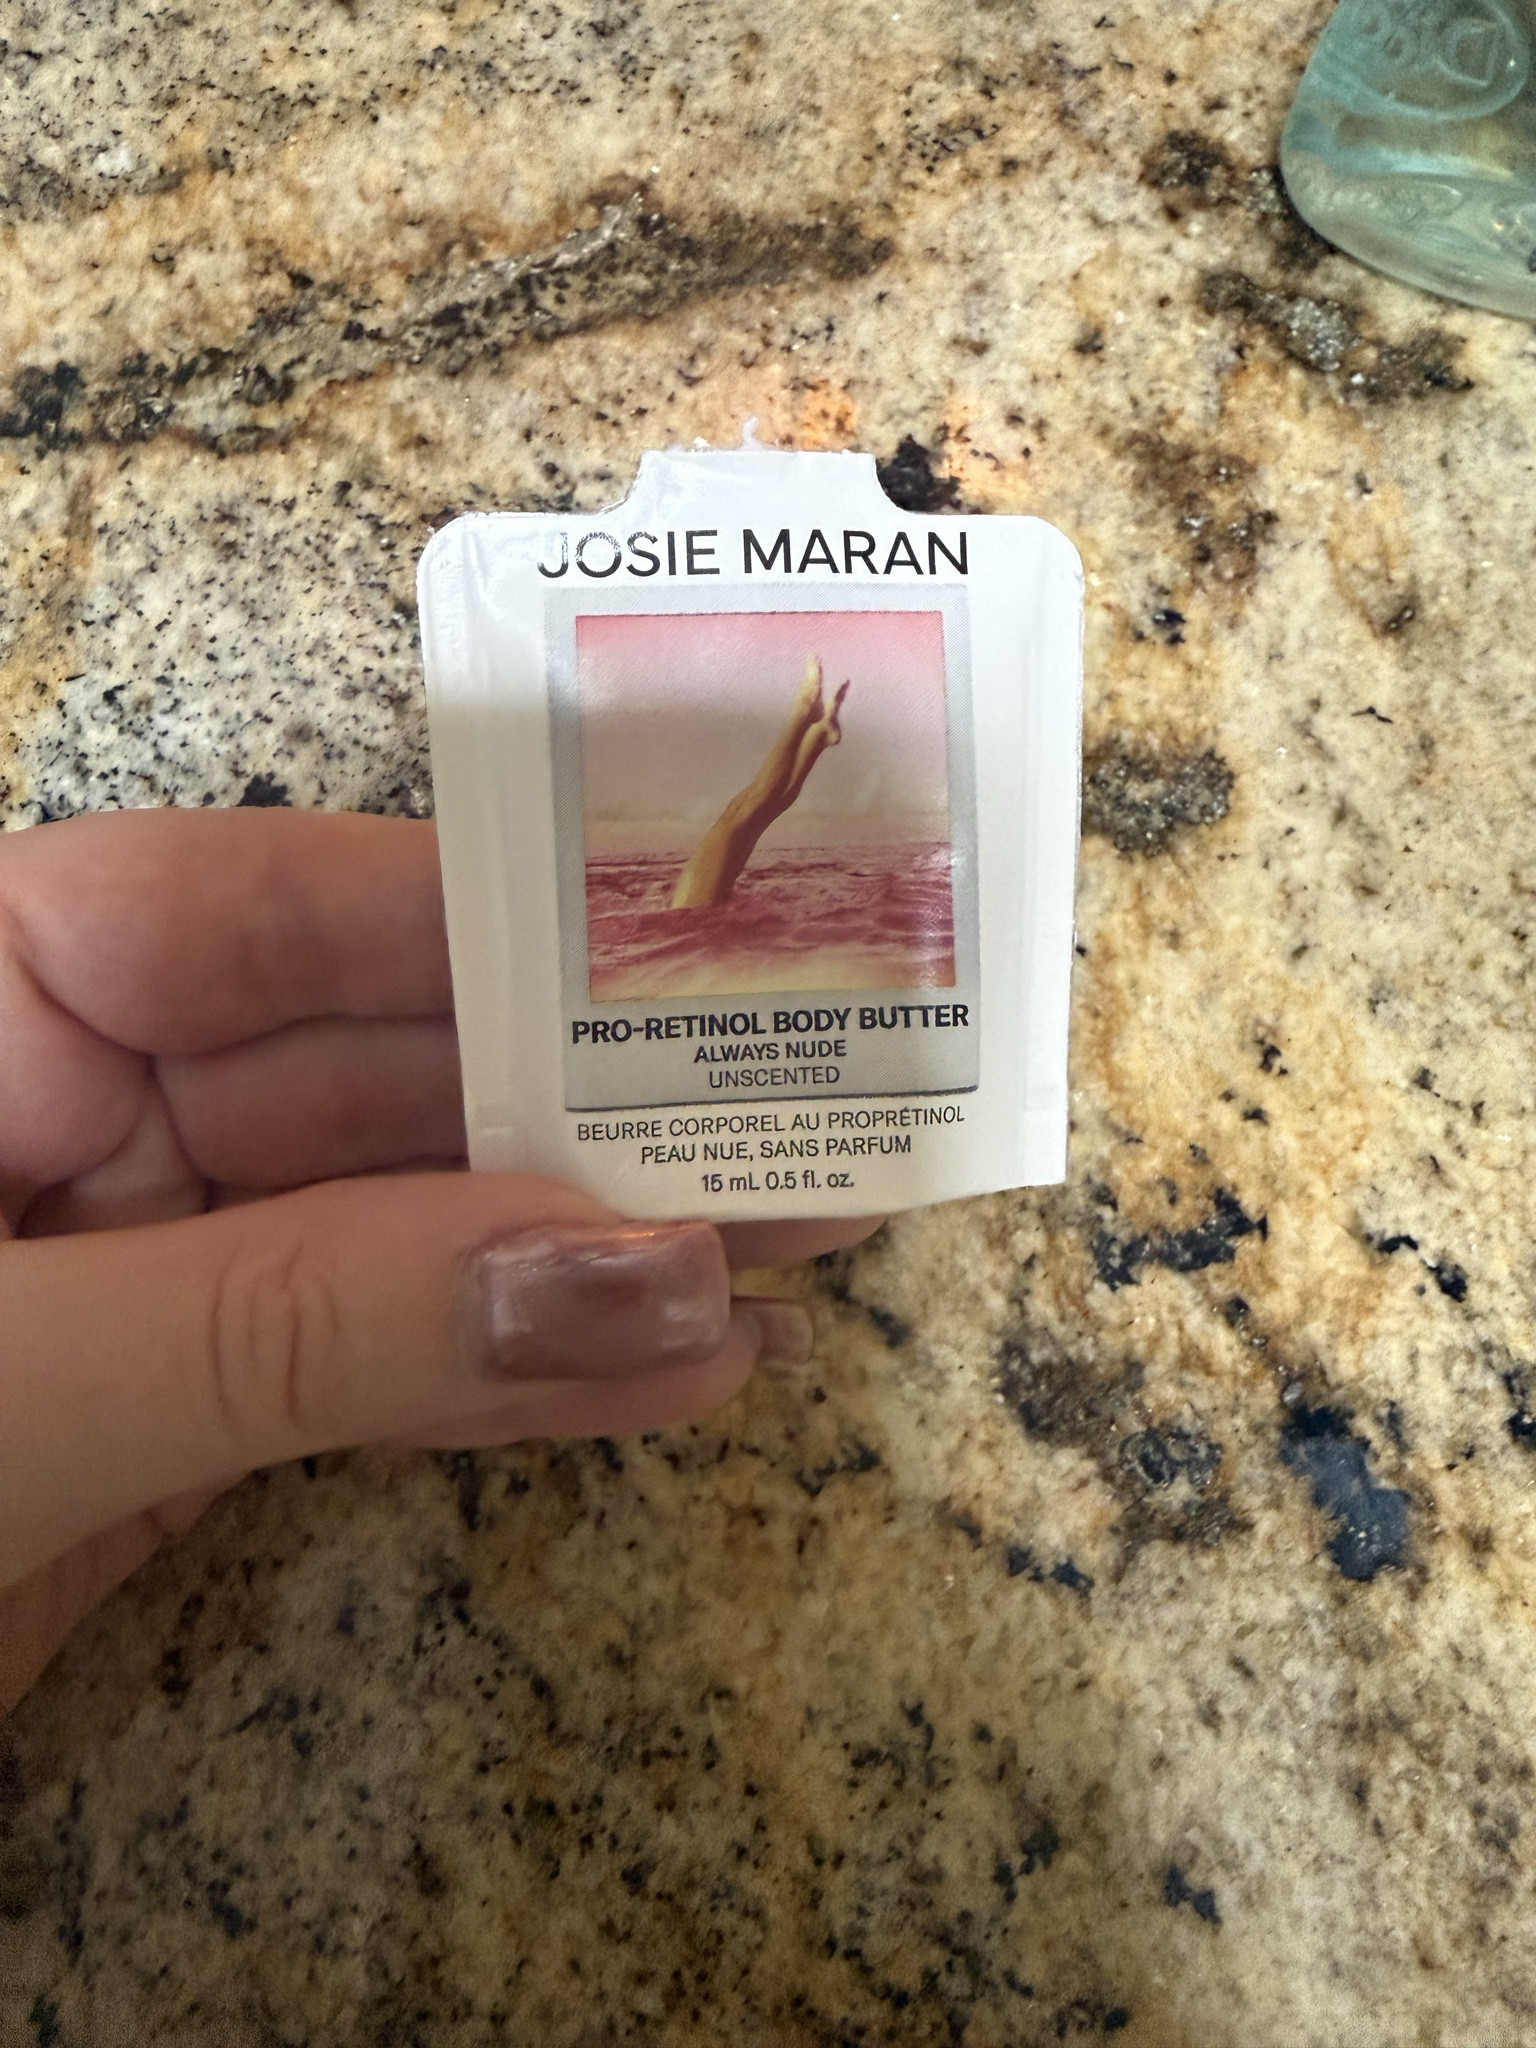 JOSIE MARAN
PRO-RETINOL BODY BUTTER
ALWAYS NUDE
UNSCENTED
BEURRE CORPOREL AU PROPRÉTINOL
PEAU NUE, SANS PARFUM
15 mL 0.5 fl. oz.